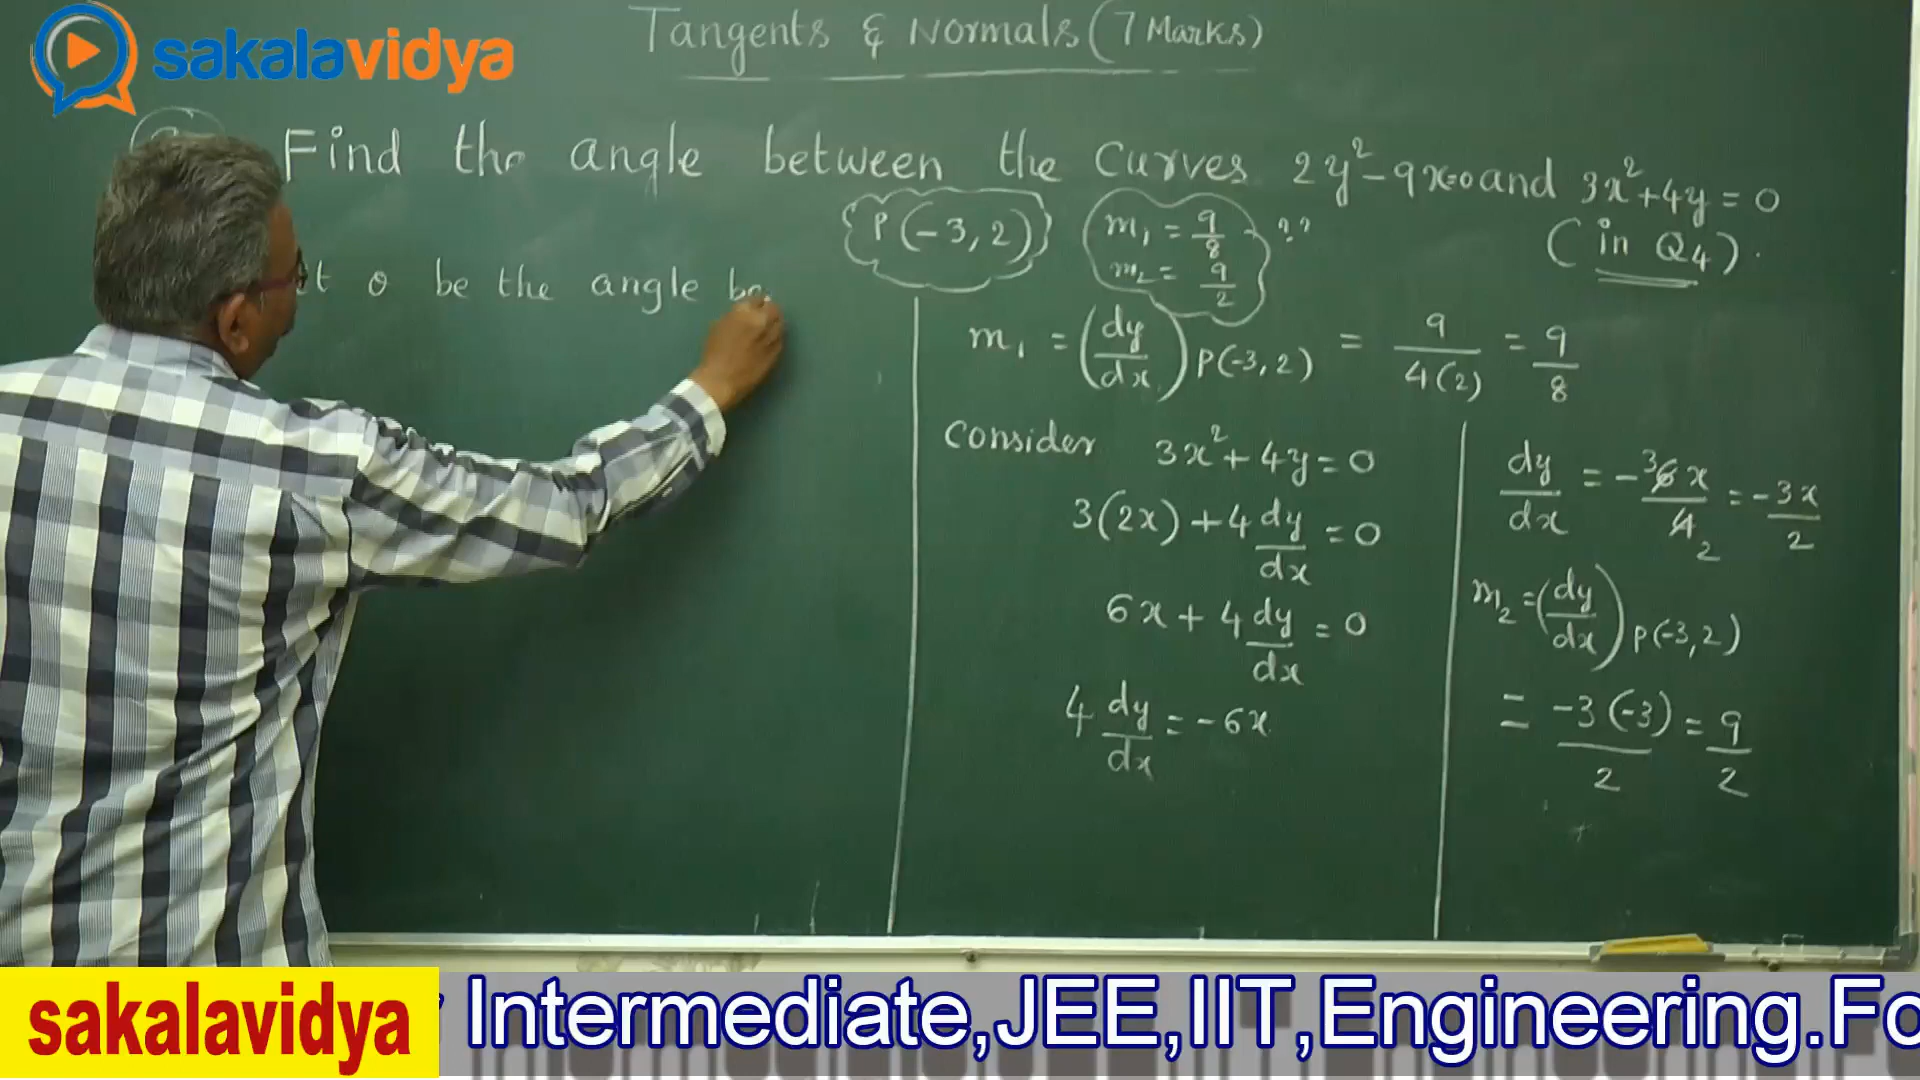 sakalavidya
Tangents & Normals (7 Marks)
Find the angle between the curves 2y²-9x=0 and 3x²+4y=0
(in Q4).
P(-3,2)
m₁ = 9/8 ??
m₂ = 9/2
θ be the angle
m₁ = (dy/dx) P(-3,2) = 9/4(2) = 9/8
Consider 3x²+4y=0
3(2x)+4 dy/dx = 0
6x+4 dy/dx = 0
4 dy/dx = -6x
dy/dx = -³6x/4₂ = -3x/2
m₂ = (dy/dx) P(-3,2)
= -3(-3)/2 = 9/2
sakalavidya
Intermediate,JEE,IIT,Engineering.Fo